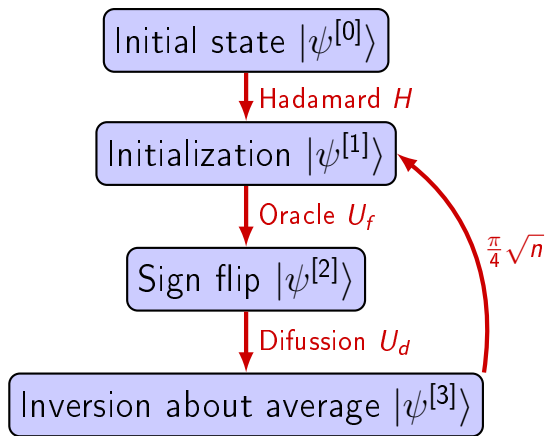 Initial state |ψ^[0]⟩
Hadamard H
Initialization |ψ^[1]⟩
Oracle U_f
π/4 √n
Sign flip |ψ^[2]⟩
Difussion U_d
Inversion about average |ψ^[3]⟩